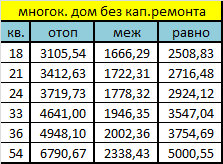 многок. дом без кап.ремонта
кв. отоп меж равно
18 3105,54 1666,29 2508,83
21 3412,63 1722,31 2716,48
24 3719,73 1778,32 2924,12
33 4641,00 1946,35 3547,04
36 4948,10 2002,36 3754,69
54 6790,67 2338,43 5000,55